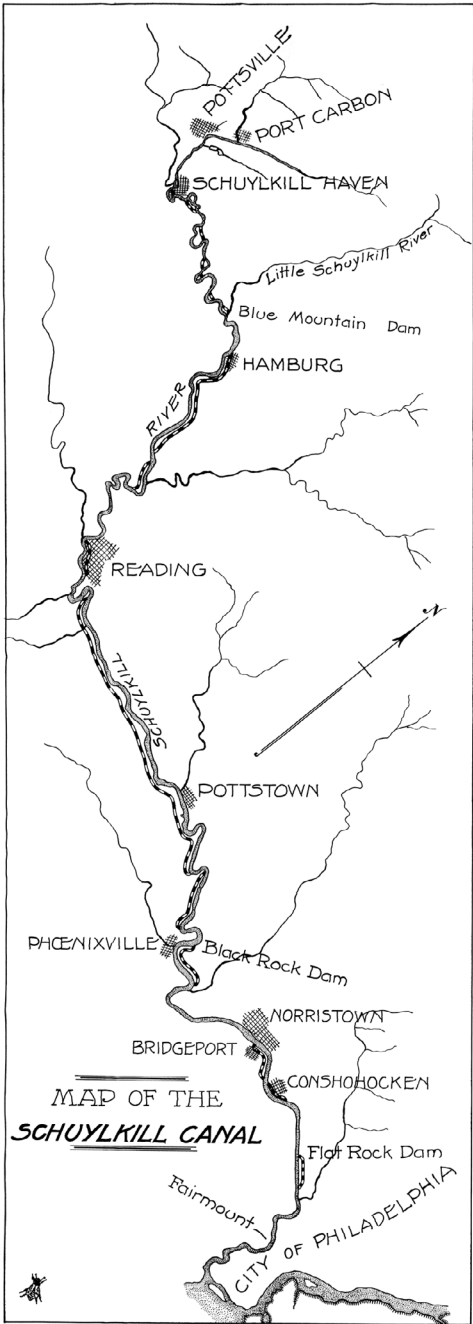 POTTSVILLE
PORT CARBON
SCHUYLKILL HAVEN
Little Schuylkill River
Blue Mountain Dam
HAMBURG
RIVER
READING
N
SCHUYLKILL
POTTSTOWN
PHOENIXVILLE
Black Rock Dam
NORRISTOWN
BRIDGEPORT
CONSHOHOCKEN
MAP OF THE
SCHUYLKILL CANAL
Flat Rock Dam
Fairmount
CITY OF PHILADELPHIA